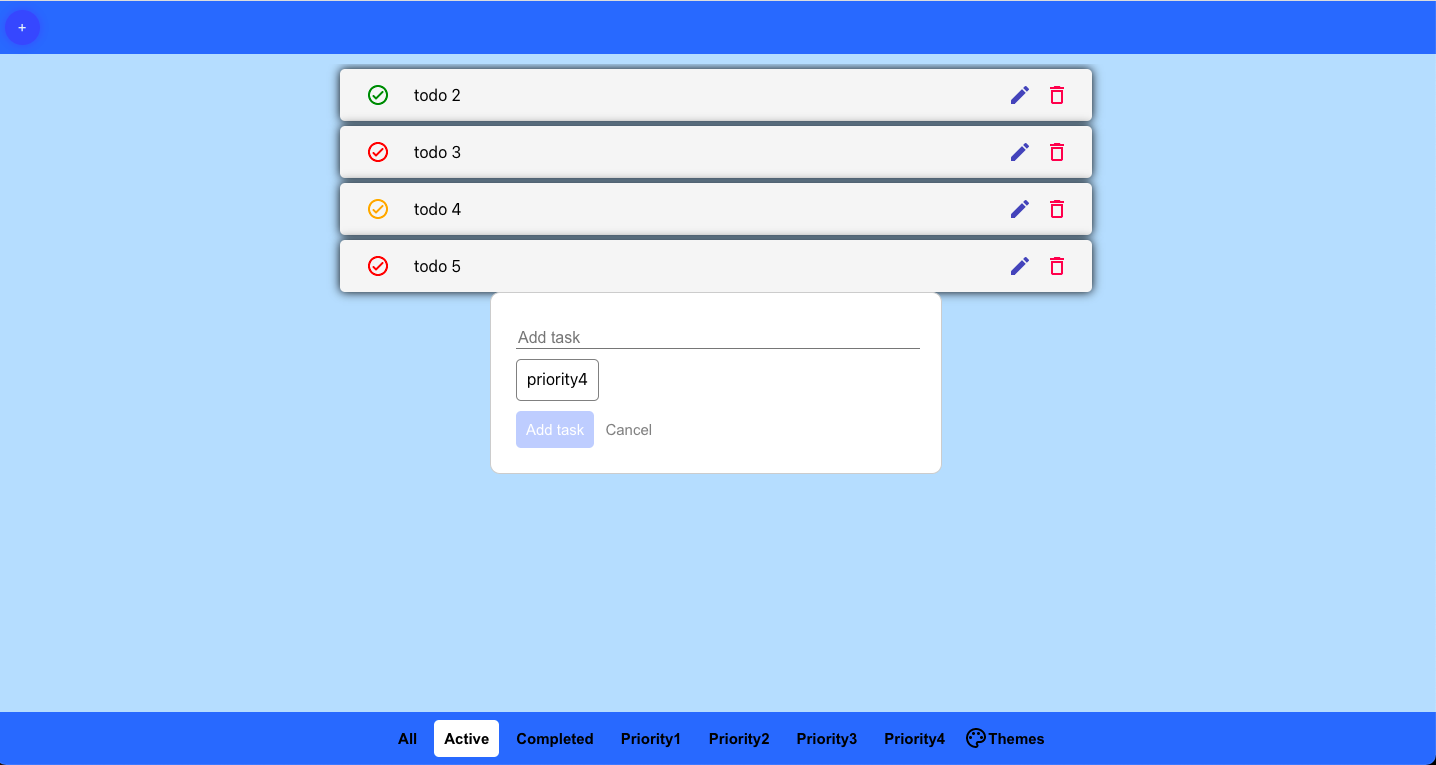 +
todo 2
todo 3
todo 4
todo 5
Add task
priority4
Add task Cancel
All Active Completed Priority1 Priority2 Priority3 Priority4 Themes